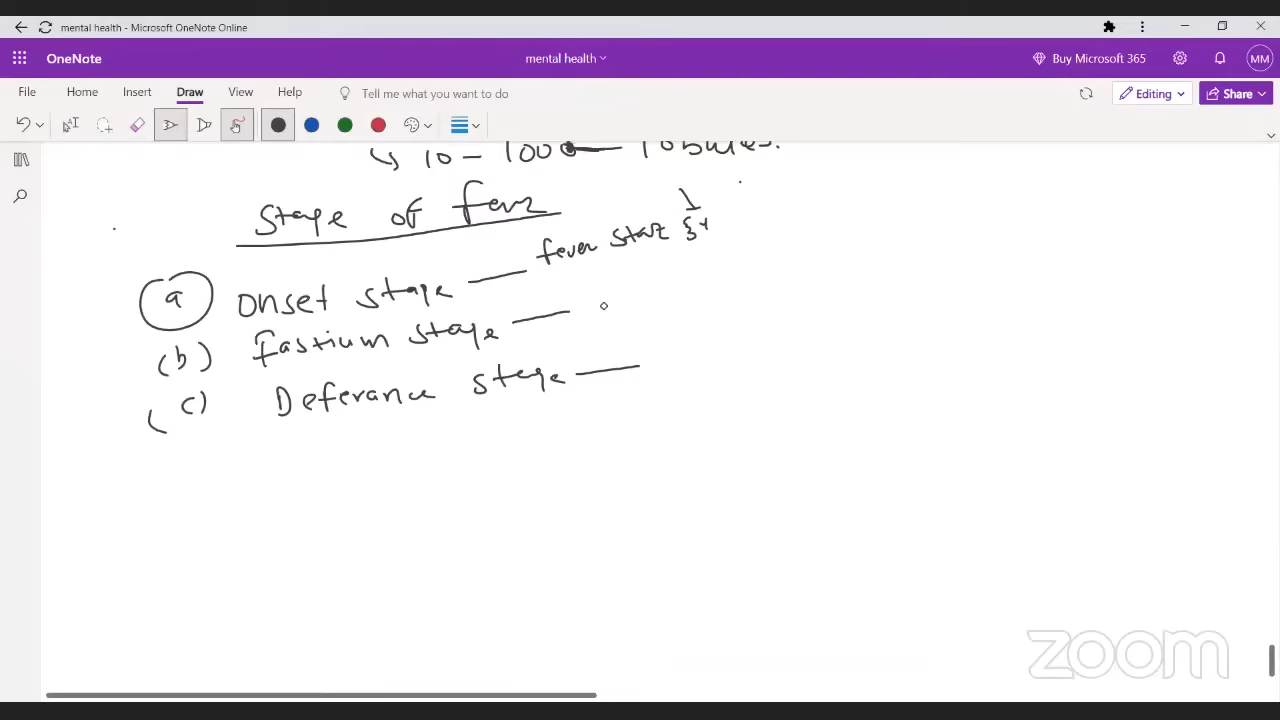 mental health - Microsoft OneNote Online
OneNote
mental health
Buy Microsoft 365
MM
File Home Insert Draw View Help Tell me what you want to do
Editing
Share
↳ 10 - 1000
Stage of
(a) Onset stage — fever start
(b) fastium stage —
(c) Deferance stage —
zoom